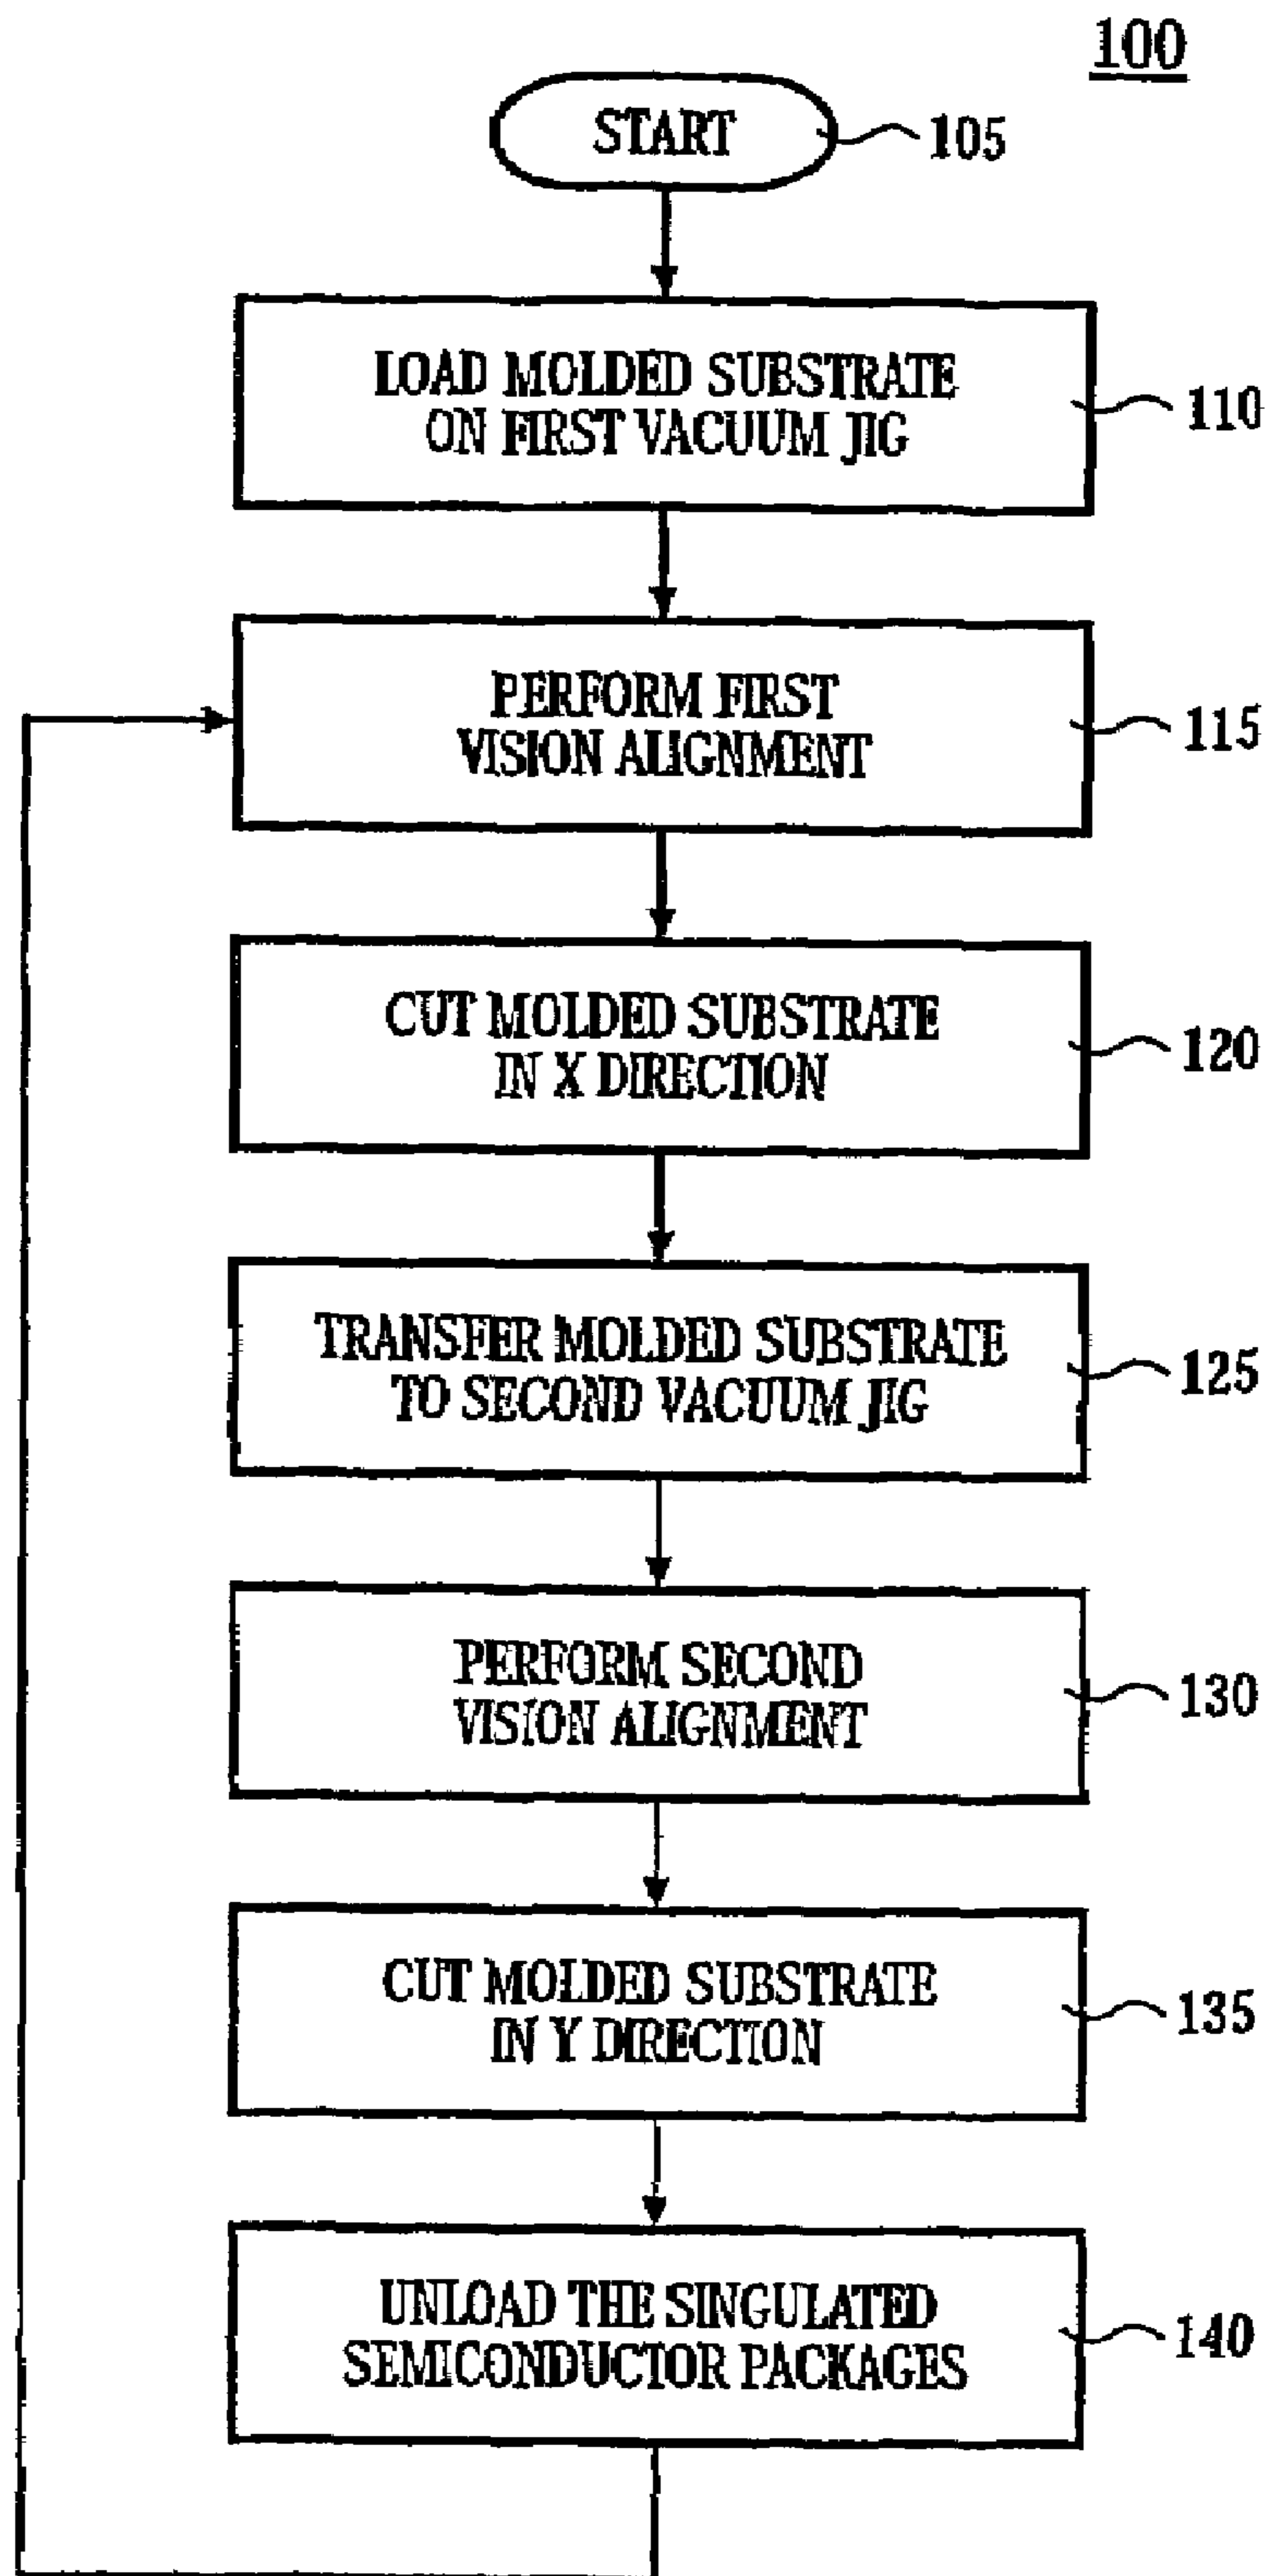 100
START
105
LOAD MOLDED SUBSTRATE
ON FIRST VACUUM JIG
110
PERFORM FIRST
VISION ALIGNMENT
115
CUT MOLDED SUBSTRATE
IN X DIRECTION
120
TRANSFER MOLDED SUBSTRATE
TO SECOND VACUUM JIG
125
PERFORM SECOND
VISION ALIGNMENT
130
CUT MOLDED SUBSTRATE
IN Y DIRECTION
135
UNLOAD THE SINGULATED
SEMICONDUCTOR PACKAGES
140